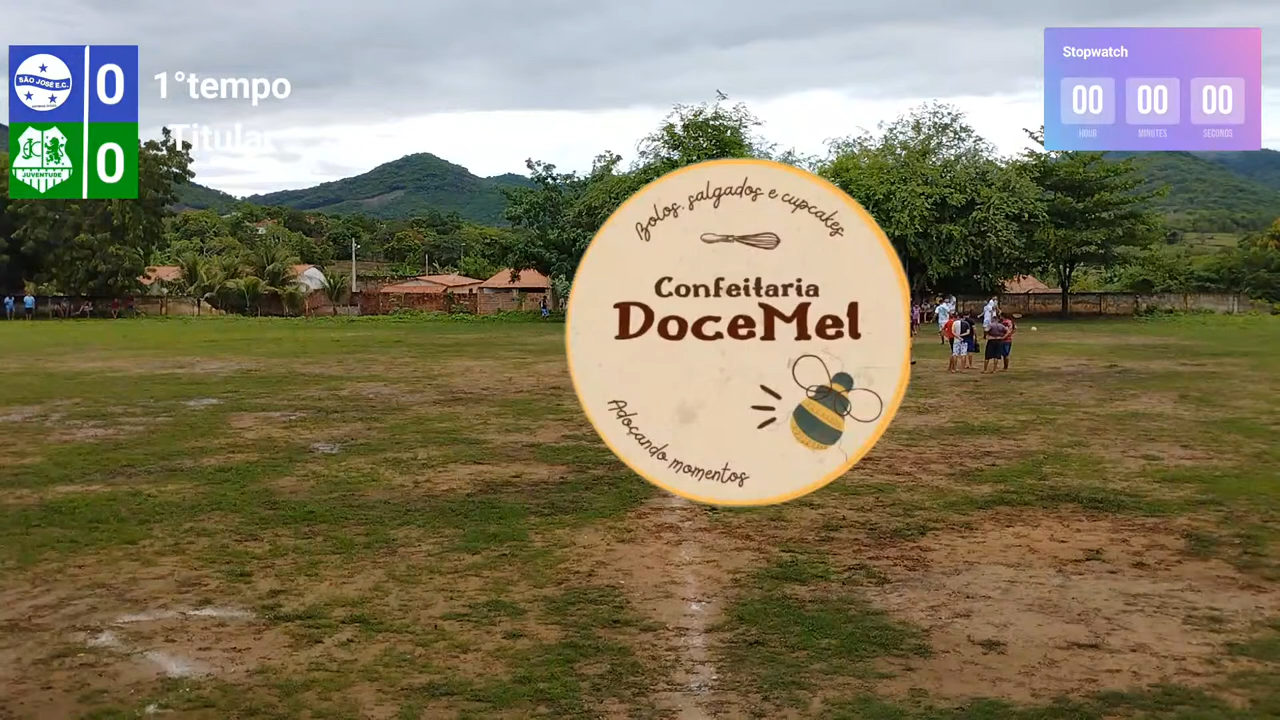 SÃO JOSÉ E.C.
0
1°tempo
Titular
JUVENTUDE
0
Stopwatch
00 00 00
HOUR MINUTES SECONDS
Bolos, salgados e cupcakes
Confeitaria
DoceMel
Adoçando momentos